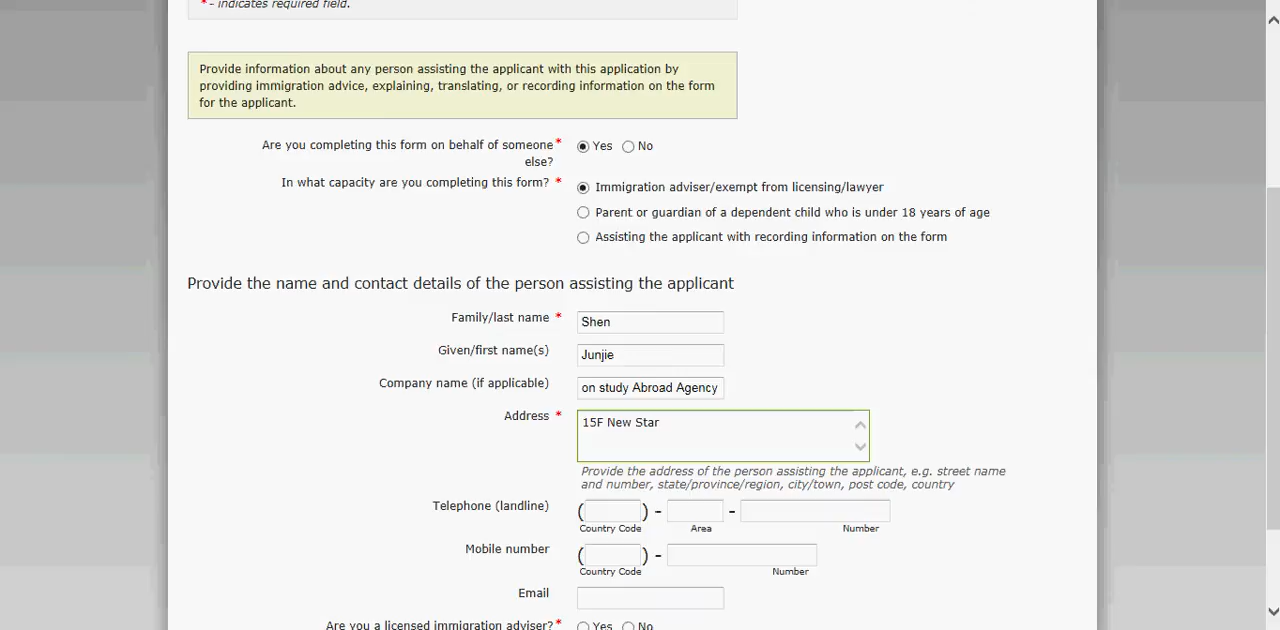 *- indicates required field.
Provide information about any person assisting the applicant with this application by
providing immigration advice, explaining, translating, or recording information on the form
for the applicant.
Are you completing this form on behalf of someone * Yes No
else?
In what capacity are you completing this form? * Immigration adviser/exempt from licensing/lawyer
Parent or guardian of a dependent child who is under 18 years of age
Assisting the applicant with recording information on the form
Provide the name and contact details of the person assisting the applicant
Family/last name * Shen
Given/first name(s) Junjie
Company name (if applicable) on study Abroad Agency
Address * 15F New Star
Provide the address of the person assisting the applicant, e.g. street name
and number, state/province/region, city/town, post code, country
Telephone (landline) ( ) - -
Country Code Area Number
Mobile number ( ) -
Country Code Number
Email
Are you a licensed immigration adviser? * Yes No